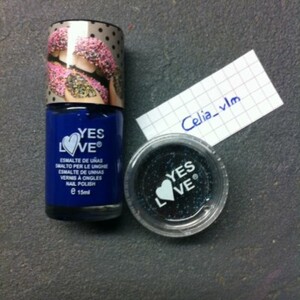 YES
LOVE®
ESMALTE DE UÑAS
SMALTO PER LE UNGHIE
ESMALTE DE UNHAS
VERNIS À ONGLES
NAIL POLISH
℮ 15ml
Celia_vlm
YES
LOVE®